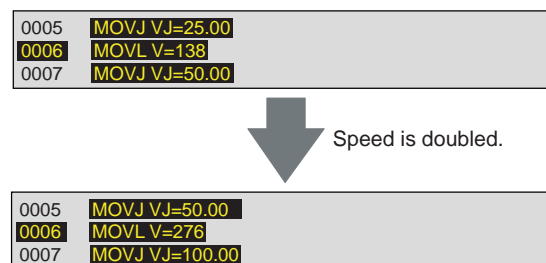 0005 MOVJ VJ=25.00
0006 MOVL V=138
0007 MOVJ VJ=50.00
Speed is doubled.
0005 MOVJ VJ=50.00
0006 MOVL V=276
0007 MOVJ VJ=100.00